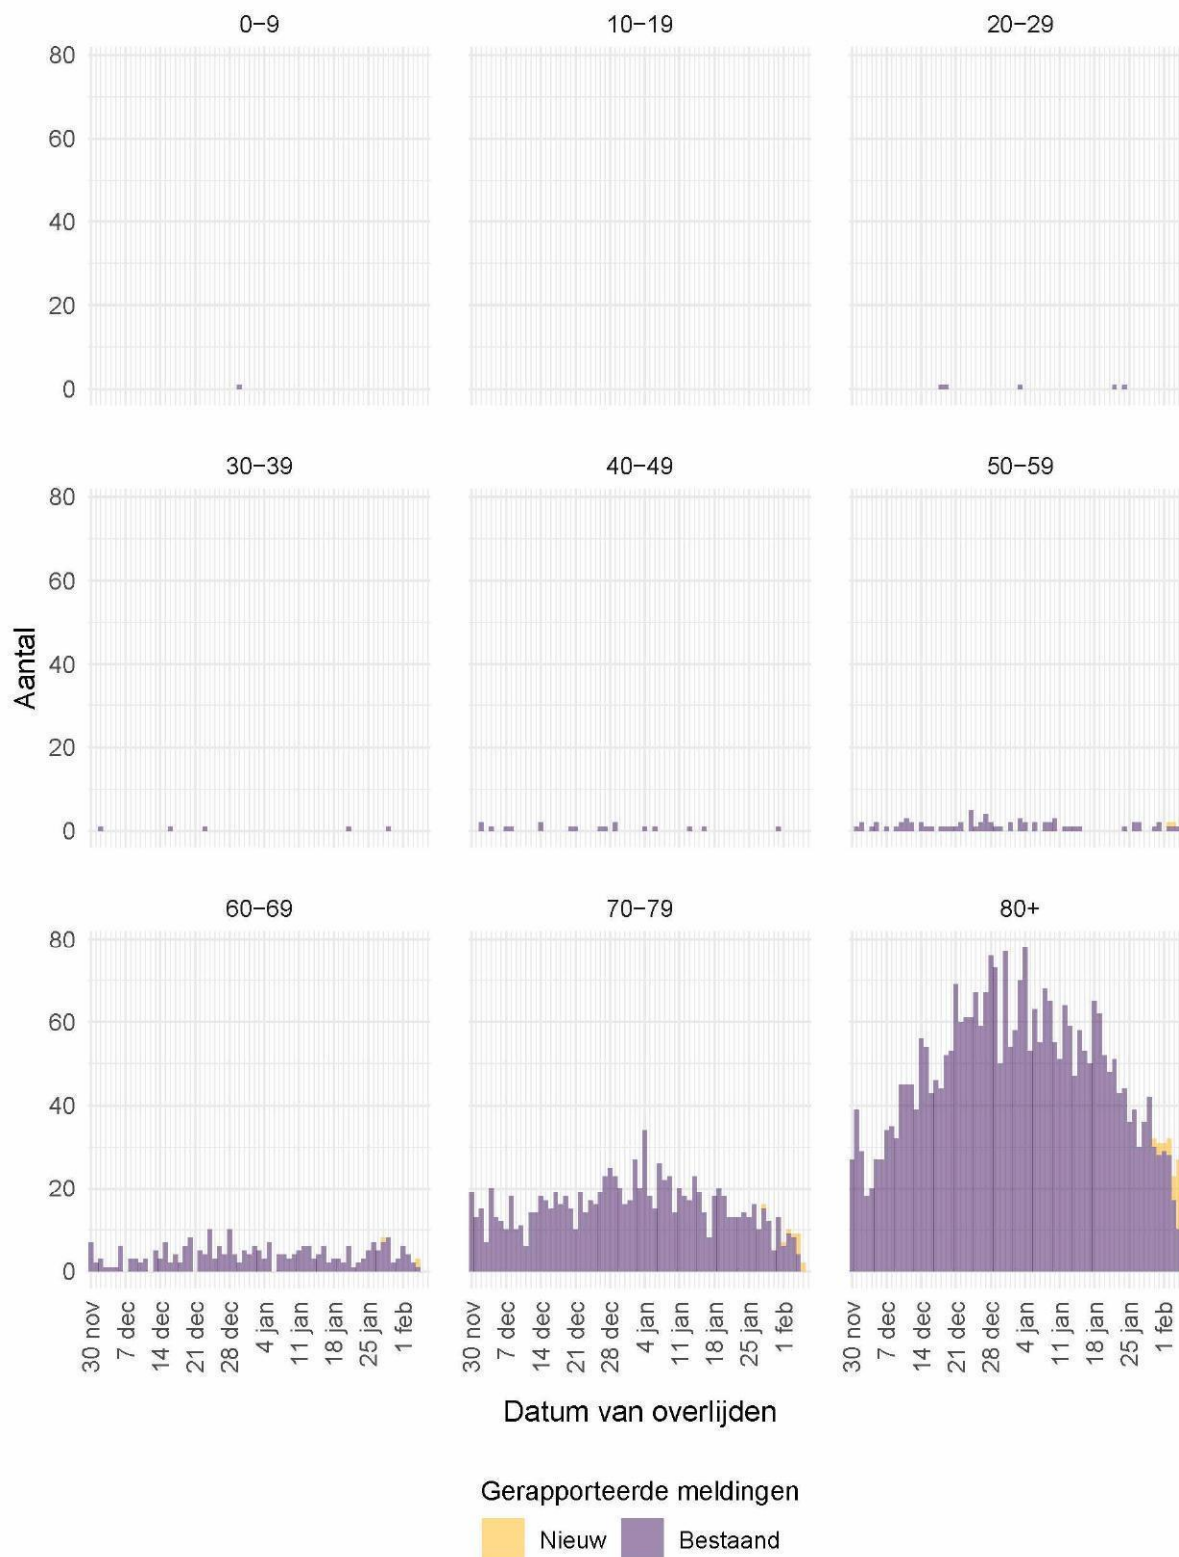 0−9 10−19 20−29
80
60
40
20
0
30−39 40−49 50−59
80
60
40
20
0
Aantal
60−69 70−79 80+
80
60
40
20
0
30 nov 7 dec 14 dec 21 dec 28 dec 4 jan 11 jan 18 jan 25 jan 1 feb 30 nov 7 dec 14 dec 21 dec 28 dec 4 jan 11 jan 18 jan 25 jan 1 feb 30 nov 7 dec 14 dec 21 dec 28 dec 4 jan 11 jan 18 jan 25 jan 1 feb
Datum van overlijden
Gerapporteerde meldingen
Nieuw Bestaand